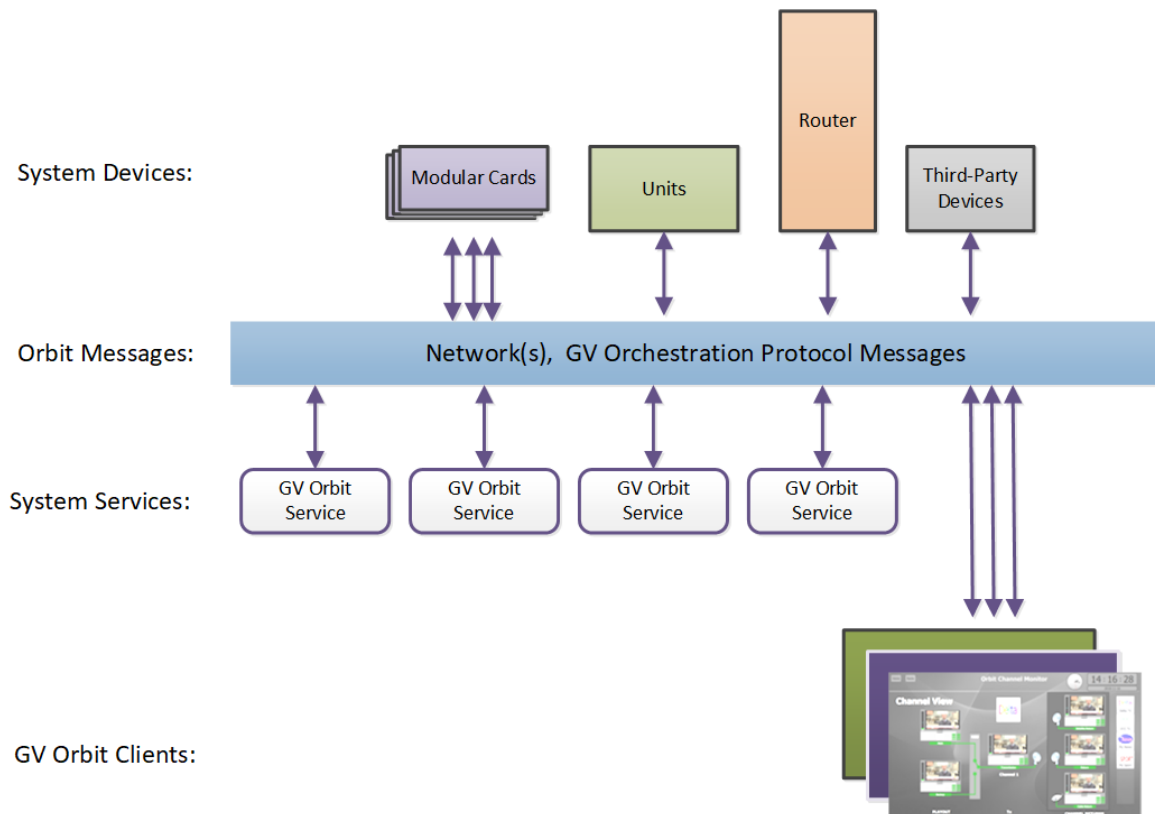 System Devices:
Modular Cards
Units
Router
Third-Party
Devices
Orbit Messages:
Network(s), GV Orchestration Protocol Messages
System Services:
GV Orbit
Service
GV Orbit
Service
GV Orbit
Service
GV Orbit
Service
GV Orbit Clients:
Orbit Channel Monitor
14 16 28
Channel View
Channel 1